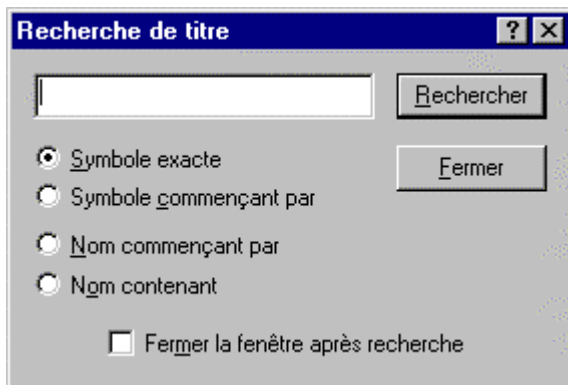 Recherche de titre
Rechercher
Symbole exacte
Fermer
Symbole commençant par
Nom commençant par
Nom contenant
Fermer la fenêtre après recherche